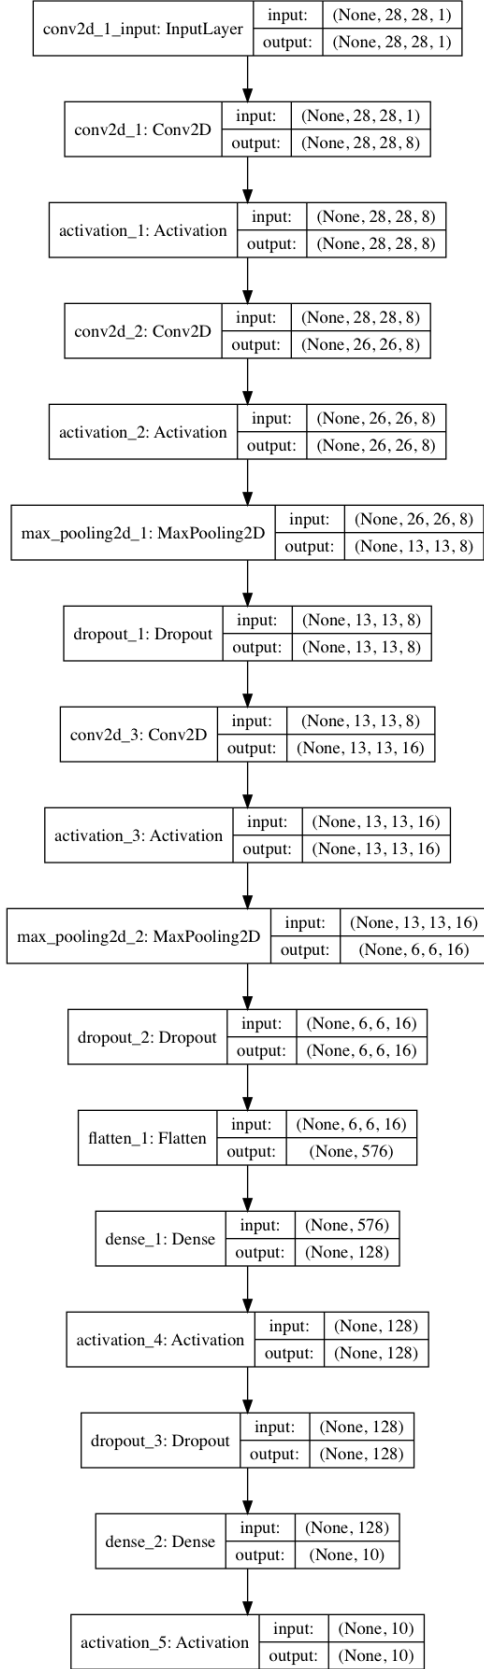 conv2d_1_input: InputLayer
input: (None, 28, 28, 1)
output: (None, 28, 28, 1)
conv2d_1: Conv2D
input: (None, 28, 28, 1)
output: (None, 28, 28, 8)
activation_1: Activation
input: (None, 28, 28, 8)
output: (None, 28, 28, 8)
conv2d_2: Conv2D
input: (None, 28, 28, 8)
output: (None, 26, 26, 8)
activation_2: Activation
input: (None, 26, 26, 8)
output: (None, 26, 26, 8)
max_pooling2d_1: MaxPooling2D
input: (None, 26, 26, 8)
output: (None, 13, 13, 8)
dropout_1: Dropout
input: (None, 13, 13, 8)
output: (None, 13, 13, 8)
conv2d_3: Conv2D
input: (None, 13, 13, 8)
output: (None, 13, 13, 16)
activation_3: Activation
input: (None, 13, 13, 16)
output: (None, 13, 13, 16)
max_pooling2d_2: MaxPooling2D
input: (None, 13, 13, 16)
output: (None, 6, 6, 16)
dropout_2: Dropout
input: (None, 6, 6, 16)
output: (None, 6, 6, 16)
flatten_1: Flatten
input: (None, 6, 6, 16)
output: (None, 576)
dense_1: Dense
input: (None, 576)
output: (None, 128)
activation_4: Activation
input: (None, 128)
output: (None, 128)
dropout_3: Dropout
input: (None, 128)
output: (None, 128)
dense_2: Dense
input: (None, 128)
output: (None, 10)
activation_5: Activation
input: (None, 10)
output: (None, 10)